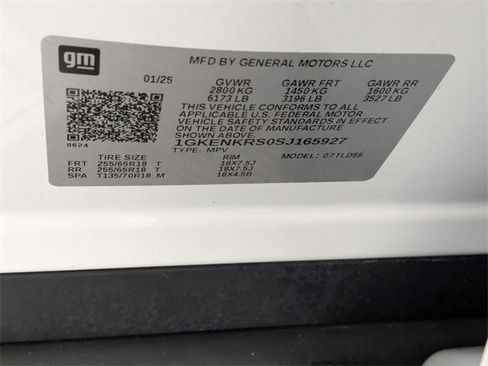 gm
MFD BY GENERAL MOTORS LLC
01/25 GVWR GAWR FRT GAWR RR
2800 KG 1450 KG 1600 KG
6173 LB 3196 LB 3527 LB
THIS VEHICLE CONFORMS TO ALL
APPLICABLE U.S. FEDERAL MOTOR
VEHICLE SAFETY STANDARDS IN
EFFECT ON THE DATE OF MANUFACTURE
SHOWN ABOVE.
8624 1GKENKRS0SJ165927
TYPE: MPV MODEL: 07TLD56
TIRE SIZE RIM
FRT 255/65R18 T 18X7.5J
RR 255/65R18 T 18X7.5J
SPA T135/70R18 M 18X4.5B